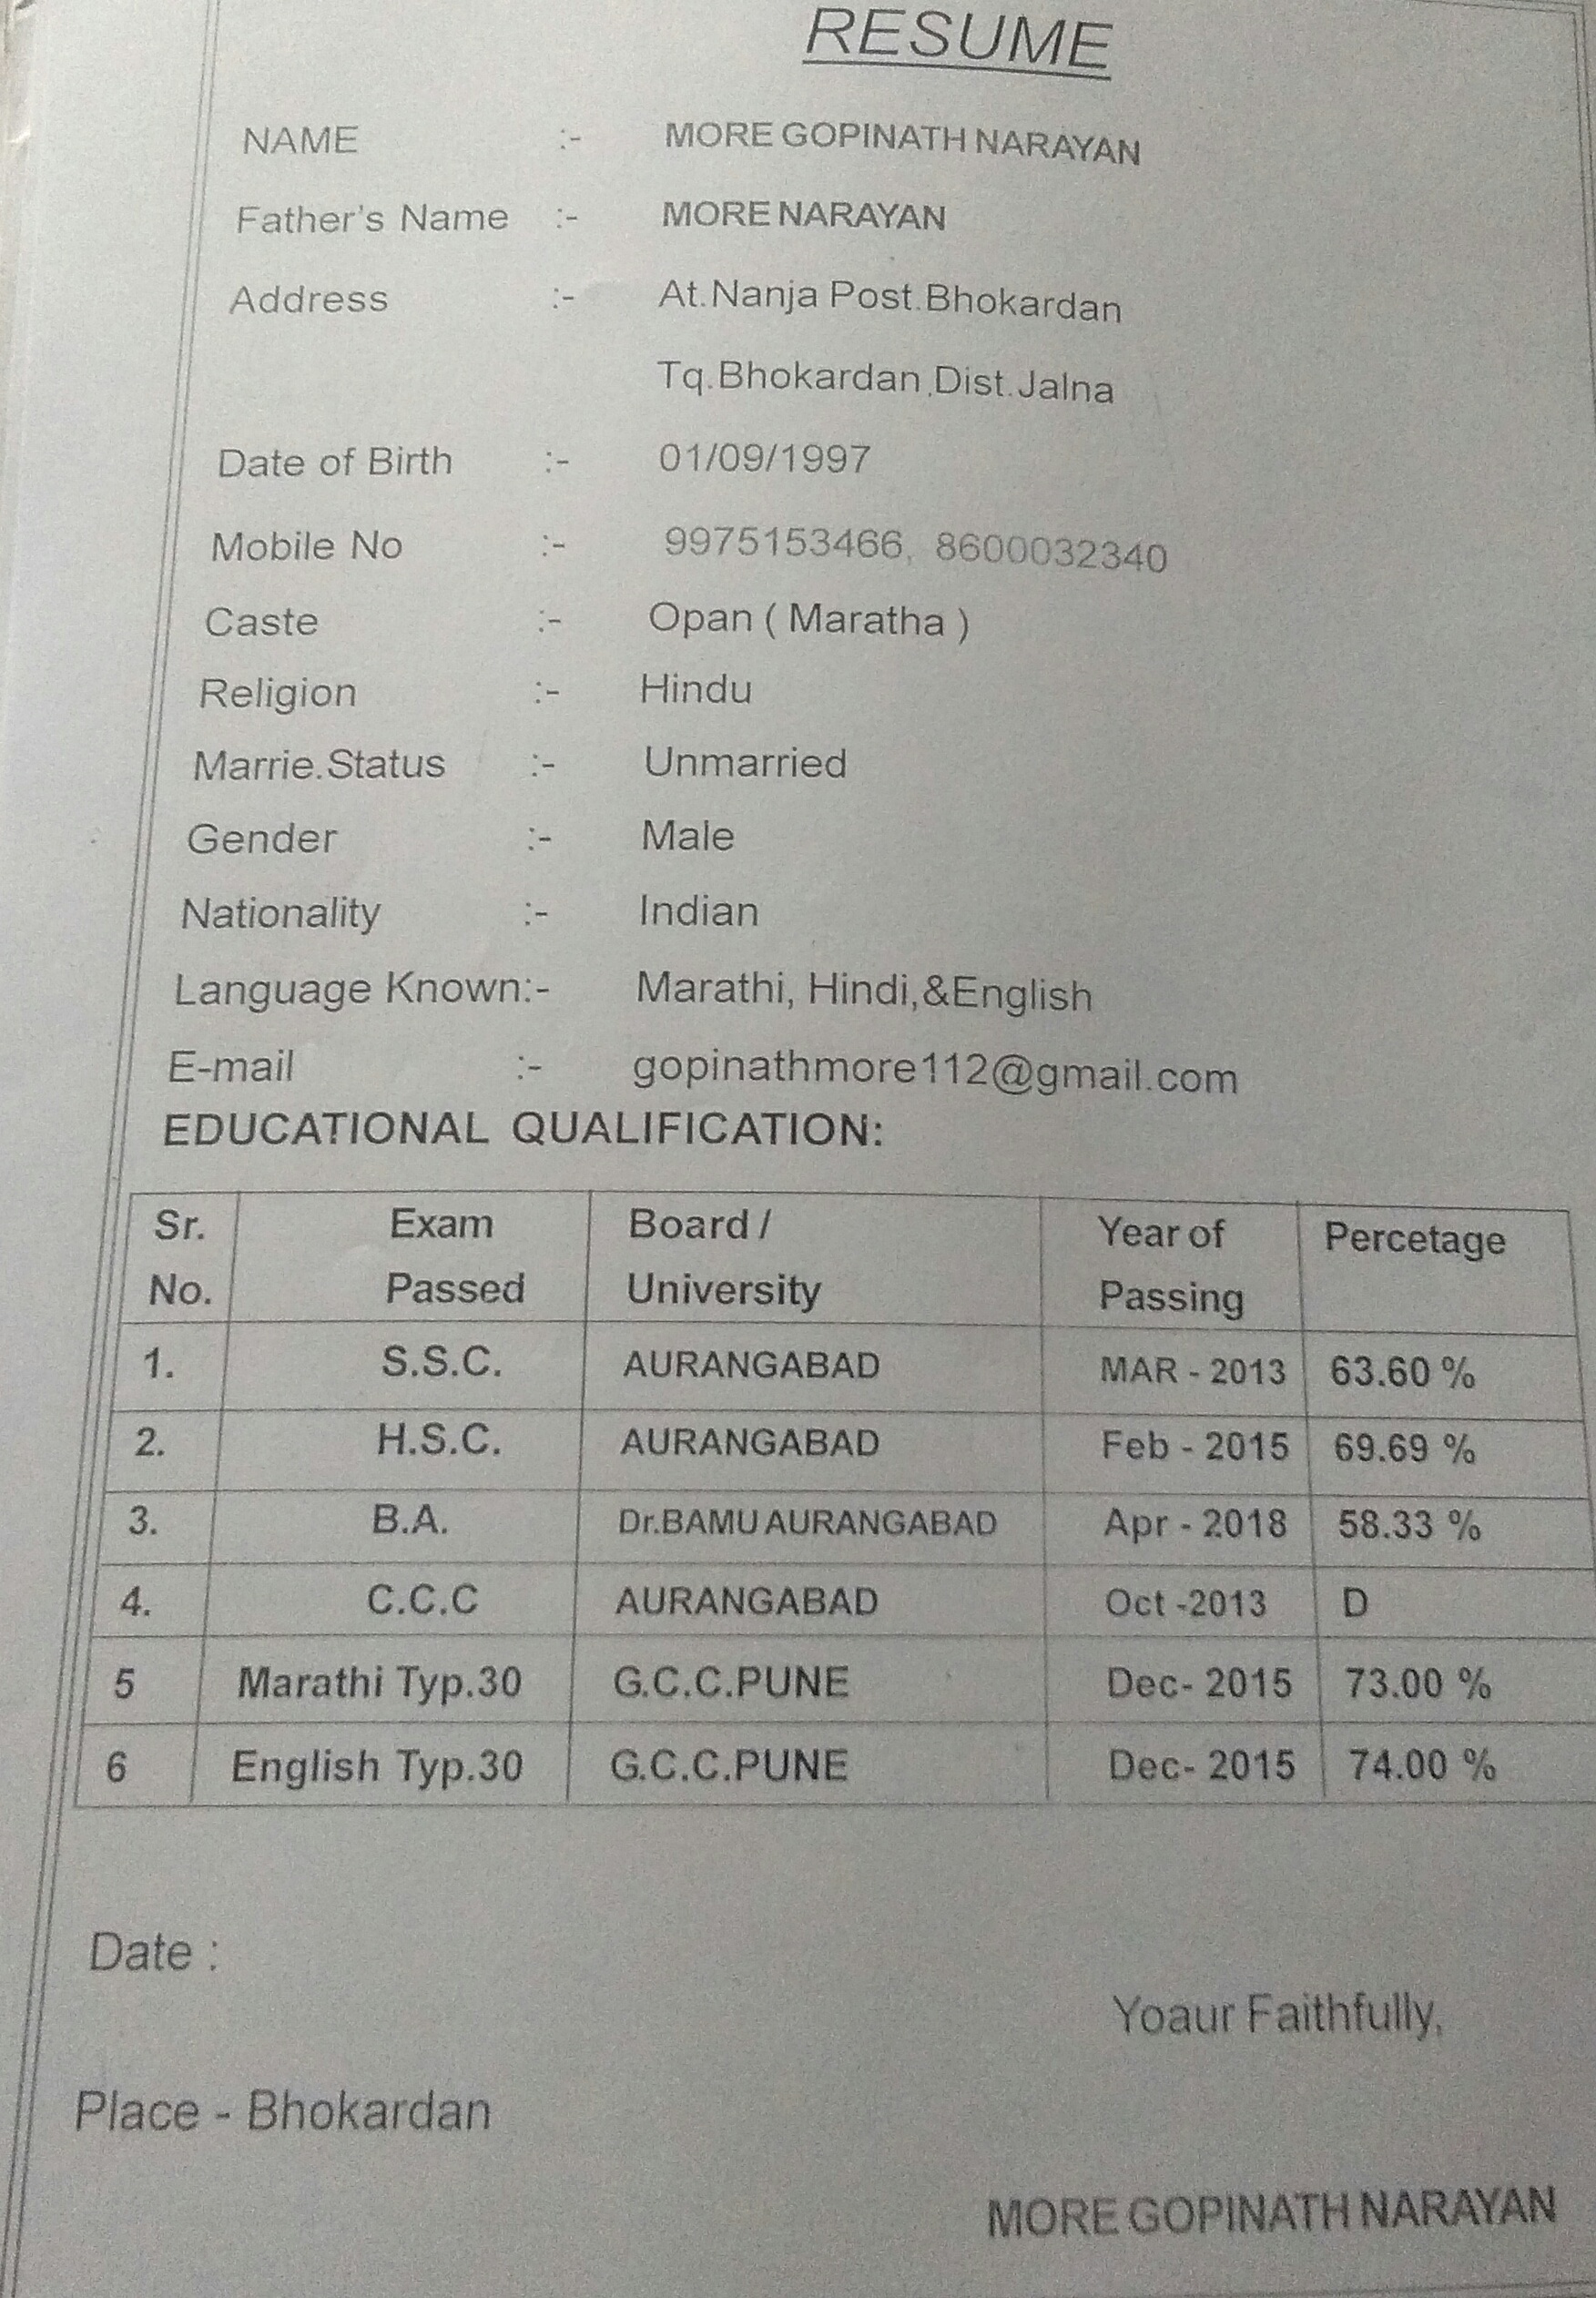 RESUME
NAME :- MORE GOPINATH NARAYAN
Father's Name :- MORE NARAYAN
Address :- At.Nanja Post.Bhokardan
Tq.Bhokardan,Dist.Jalna
Date of Birth :- 01/09/1997
Mobile No :- 9975153466, 8600032340
Caste :- Opan ( Maratha )
Religion :- Hindu
Marrie.Status :- Unmarried
Gender :- Male
Nationality :- Indian
Language Known:- Marathi, Hindi,&English
E-mail :- gopinathmore112@gmail.com
EDUCATIONAL QUALIFICATION:
Sr. Exam Board / Year of Percetage
No. Passed University Passing
1. S.S.C. AURANGABAD MAR - 2013 63.60 %
2. H.S.C. AURANGABAD Feb - 2015 69.69 %
3. B.A. Dr.BAMU AURANGABAD Apr - 2018 58.33 %
4. C.C.C AURANGABAD Oct -2013 D
5 Marathi Typ.30 G.C.C.PUNE Dec- 2015 73.00 %
6 English Typ.30 G.C.C.PUNE Dec- 2015 74.00 %
Date :
Yoaur Faithfully,
Place - Bhokardan
MORE GOPINATH NARAYAN